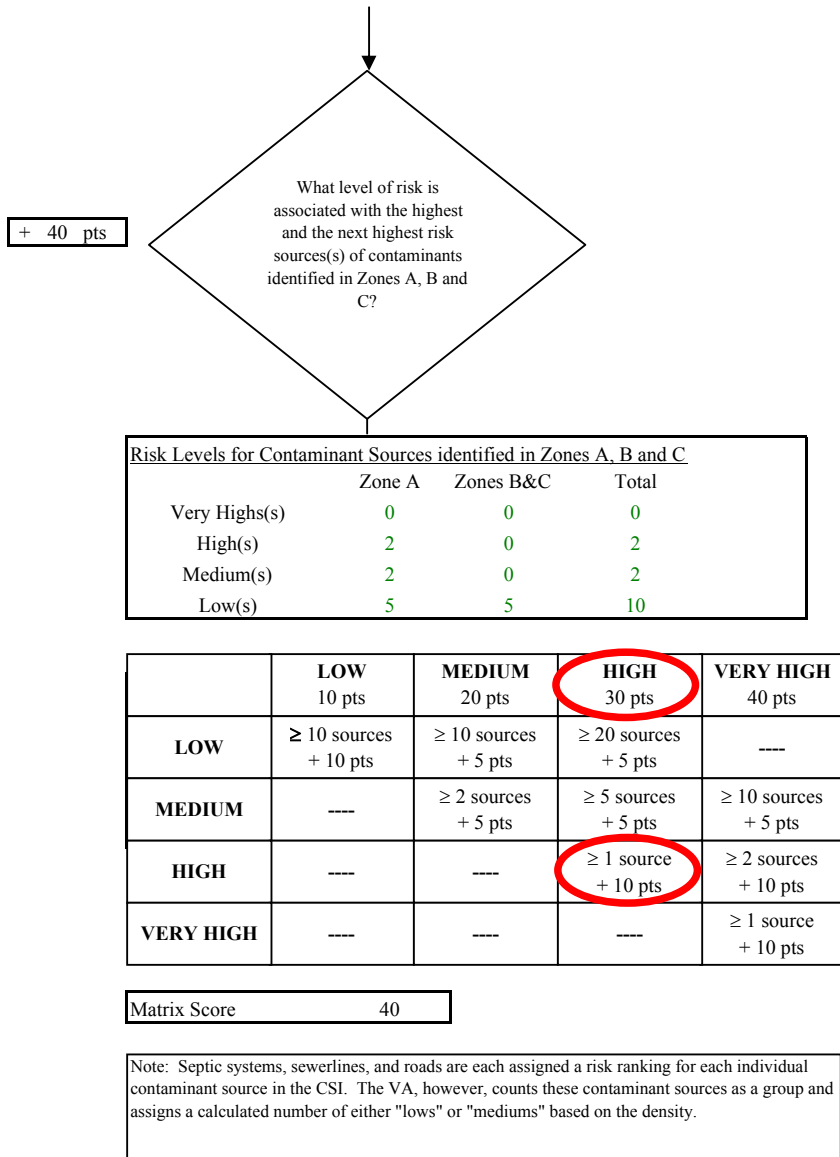 What level of risk is
associated with the highest
and the next highest risk
sources(s) of contaminants
identified in Zones A, B and
C?
+ 40 pts
Risk Levels for Contaminant Sources identified in Zones A, B and C
Zone A Zones B&C Total
Very Highs(s) 0 0 0
High(s) 2 0 2
Medium(s) 2 0 2
Low(s) 5 5 10
LOW MEDIUM HIGH VERY HIGH
10 pts 20 pts 30 pts 40 pts
LOW ≥ 10 sources ≥ 10 sources ≥ 20 sources ----
+ 10 pts + 5 pts + 5 pts
MEDIUM ---- ≥ 2 sources ≥ 5 sources ≥ 10 sources
+ 5 pts + 5 pts + 5 pts
HIGH ---- ---- ≥ 1 source ≥ 2 sources
+ 10 pts + 10 pts
VERY HIGH ---- ---- ---- ≥ 1 source
+ 10 pts
Matrix Score 40
Note: Septic systems, sewerlines, and roads are each assigned a risk ranking for each individual
contaminant source in the CSI. The VA, however, counts these contaminant sources as a group and
assigns a calculated number of either "lows" or "mediums" based on the density.